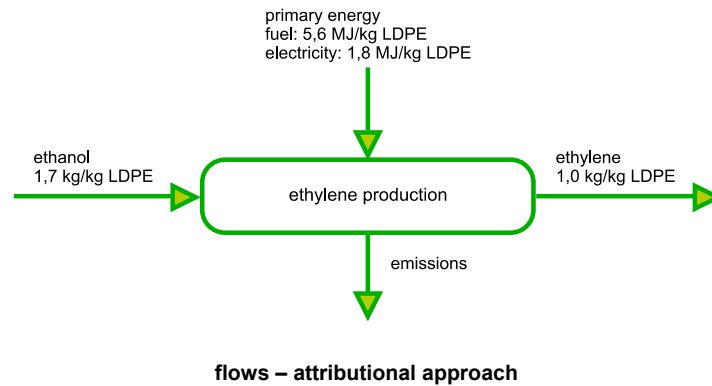 primary energy
fuel: 5,6 MJ/kg LDPE
electricity: 1,8 MJ/kg LDPE
ethanol
1,7 kg/kg LDPE
ethylene production
ethylene
1,0 kg/kg LDPE
emissions
flows – attributional approach